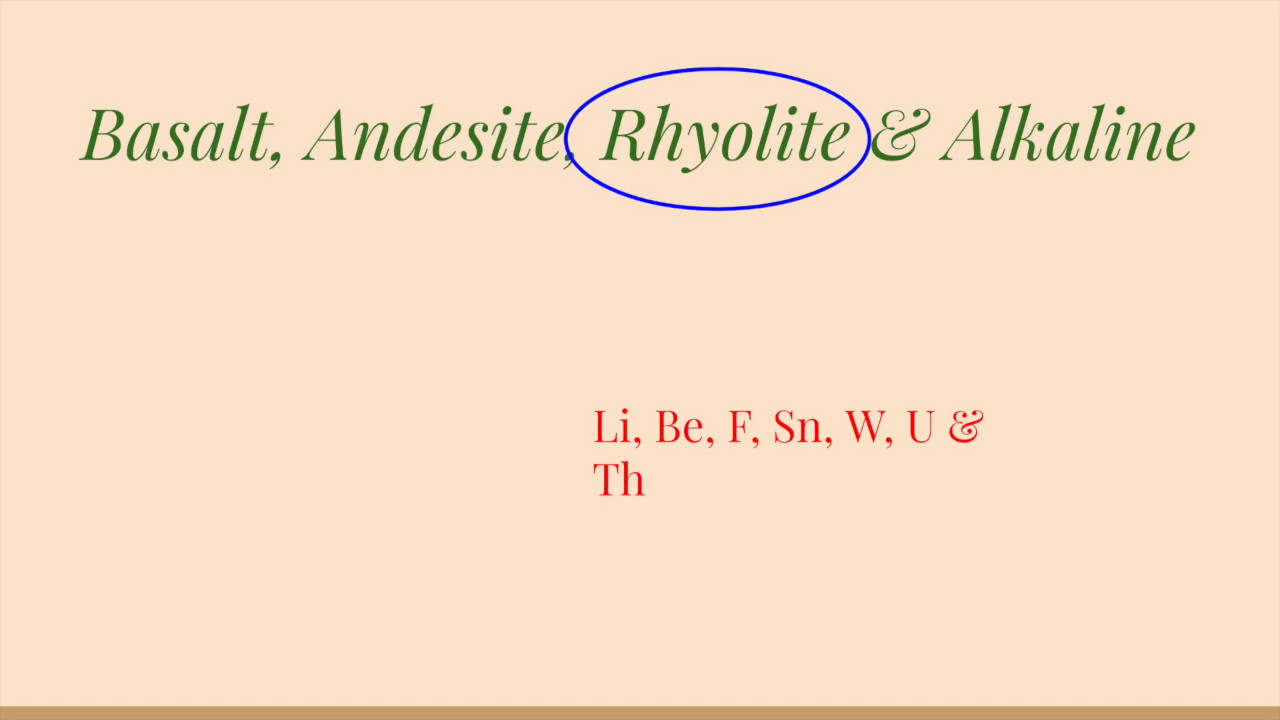 Basalt, Andesite, Rhyolite & Alkaline
Li, Be, F, Sn, W, U &
Th